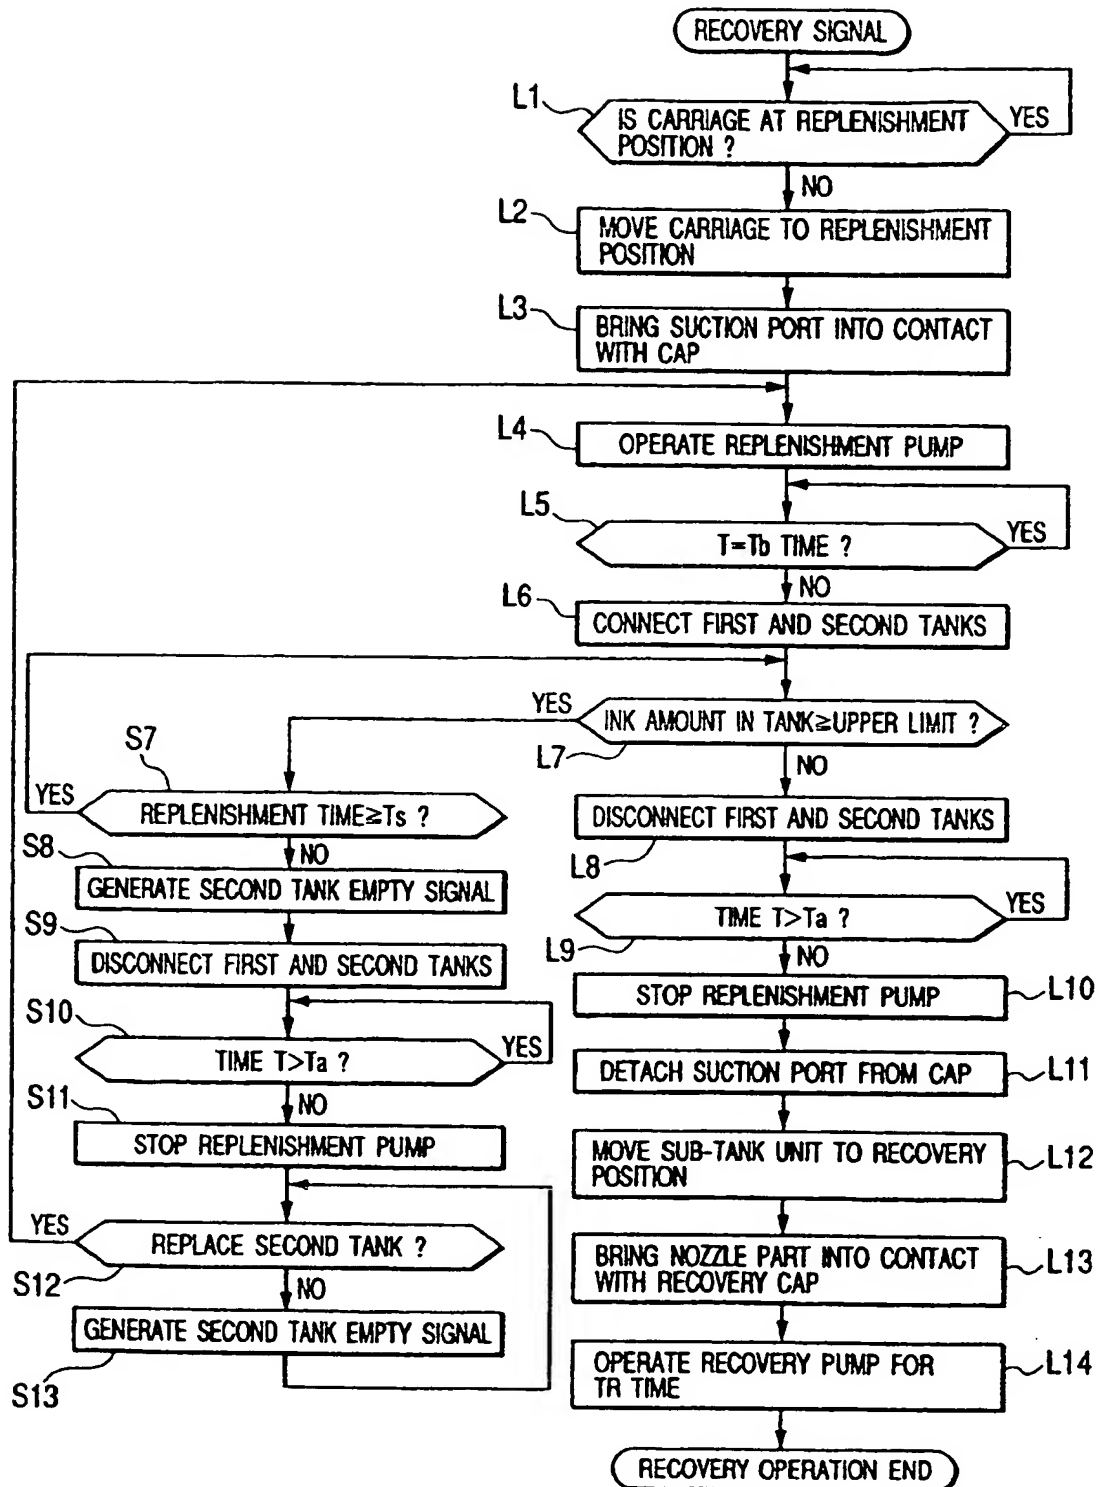 RECOVERY SIGNAL
L1
IS CARRIAGE AT REPLENISHMENT
POSITION ?
YES
NO
L2
MOVE CARRIAGE TO REPLENISHMENT
POSITION
L3
BRING SUCTION PORT INTO CONTACT
WITH CAP
L4
OPERATE REPLENISHMENT PUMP
L5
T=Tb TIME ?
YES
NO
L6
CONNECT FIRST AND SECOND TANKS
YES
INK AMOUNT IN TANK≧UPPER LIMIT ?
L7
NO
S7
YES
REPLENISHMENT TIME≧Ts ?
NO
S8
GENERATE SECOND TANK EMPTY SIGNAL
S9
DISCONNECT FIRST AND SECOND TANKS
S10
TIME T>Ta ?
YES
NO
S11
STOP REPLENISHMENT PUMP
YES
REPLACE SECOND TANK ?
S12
NO
GENERATE SECOND TANK EMPTY SIGNAL
S13
DISCONNECT FIRST AND SECOND TANKS
L8
TIME T>Ta ?
YES
L9
NO
STOP REPLENISHMENT PUMP
L10
DETACH SUCTION PORT FROM CAP
L11
MOVE SUB-TANK UNIT TO RECOVERY
POSITION
L12
BRING NOZZLE PART INTO CONTACT
WITH RECOVERY CAP
L13
OPERATE RECOVERY PUMP FOR
TR TIME
L14
RECOVERY OPERATION END